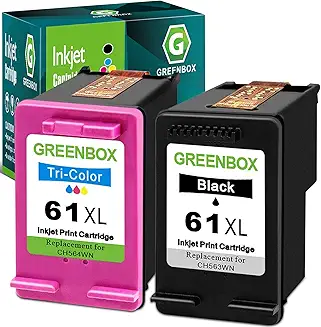 Inkjet
Cartridge
G
GREENBOX
GREENBOX
Tri-Color
61XL
Inkjet Print Cartridge
Replacement for
CH564WN
GREENBOX
Black
61XL
Inkjet Print Cartridge
Replacement for
CH563WN